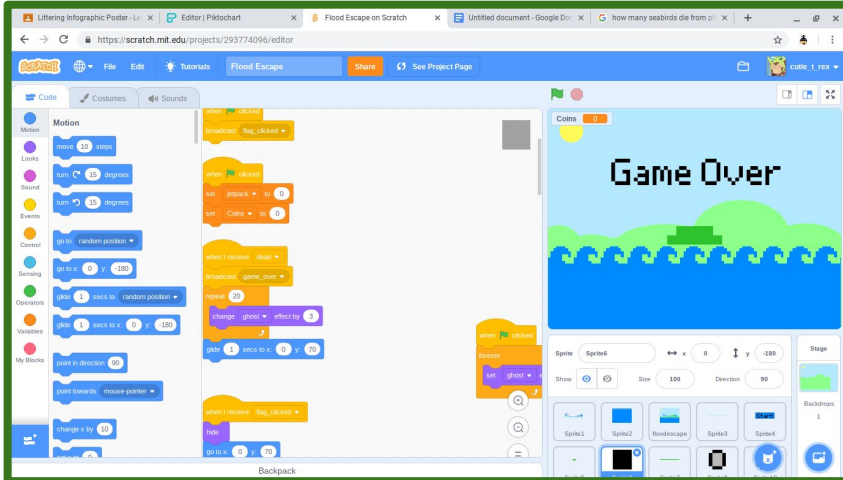 Littering Infographic Poster - Le
Editor | Piktochart
Flood Escape on Scratch
Untitled document - Google Doc
how many seabirds die from pl
https://scratch.mit.edu/projects/293774096/editor
SCRATCH
File
Edit
Tutorials
Flood Escape
Share
See Project Page
cutie_t_rex
Code
Costumes
Sounds
Motion
Looks
Sound
Events
Control
Sensing
Operators
Variables
My Blocks
Motion
move 10 steps
turn 15 degrees
turn 15 degrees
go to random position
go to x: 0 y: -180
glide 1 secs to random position
glide 1 secs to x: 0 y: -180
point in direction 90
point towards mouse-pointer
change x by 10
when clicked
broadcast flag_clicked
when clicked
set jetpack to 0
set Coins to 0
when I receive dead
broadcast game_over
repeat 20
change ghost effect by 3
glide 1 secs to x: 0 y: 70
when I receive flag_clicked
hide
go to x: 0 y: 70
when clicked
forever
set ghost e
Backpack
Coins 0
Game Over
Sprite Sprite6 x 0 y -180
Show Size 100 Direction 90
Sprite1
Sprite2
floodescape
Sprite3
Start
Sprite4
Stage
Backdrops
1